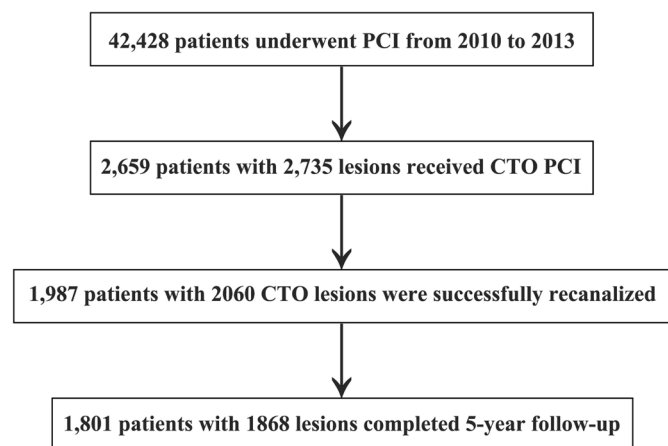 42,428 patients underwent PCI from 2010 to 2013
2,659 patients with 2,735 lesions received CTO PCI
1,987 patients with 2060 CTO lesions were successfully recanalized
1,801 patients with 1868 lesions completed 5-year follow-up